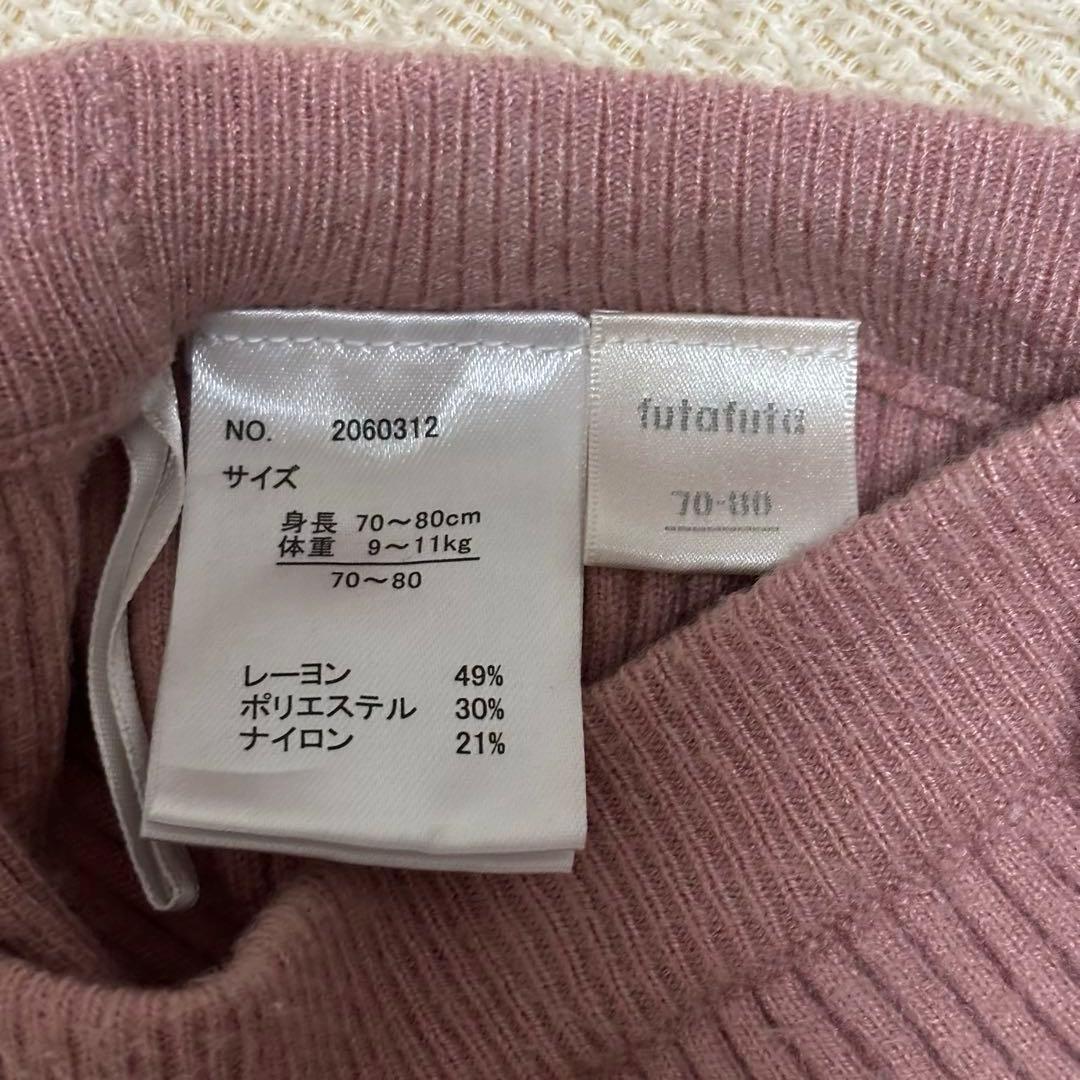 NO. 2060312
サイズ
身長 70～80cm
体重 9～11kg
70～80
レーヨン 49%
ポリエステル 30%
ナイロン 21%
futafuta
70-80